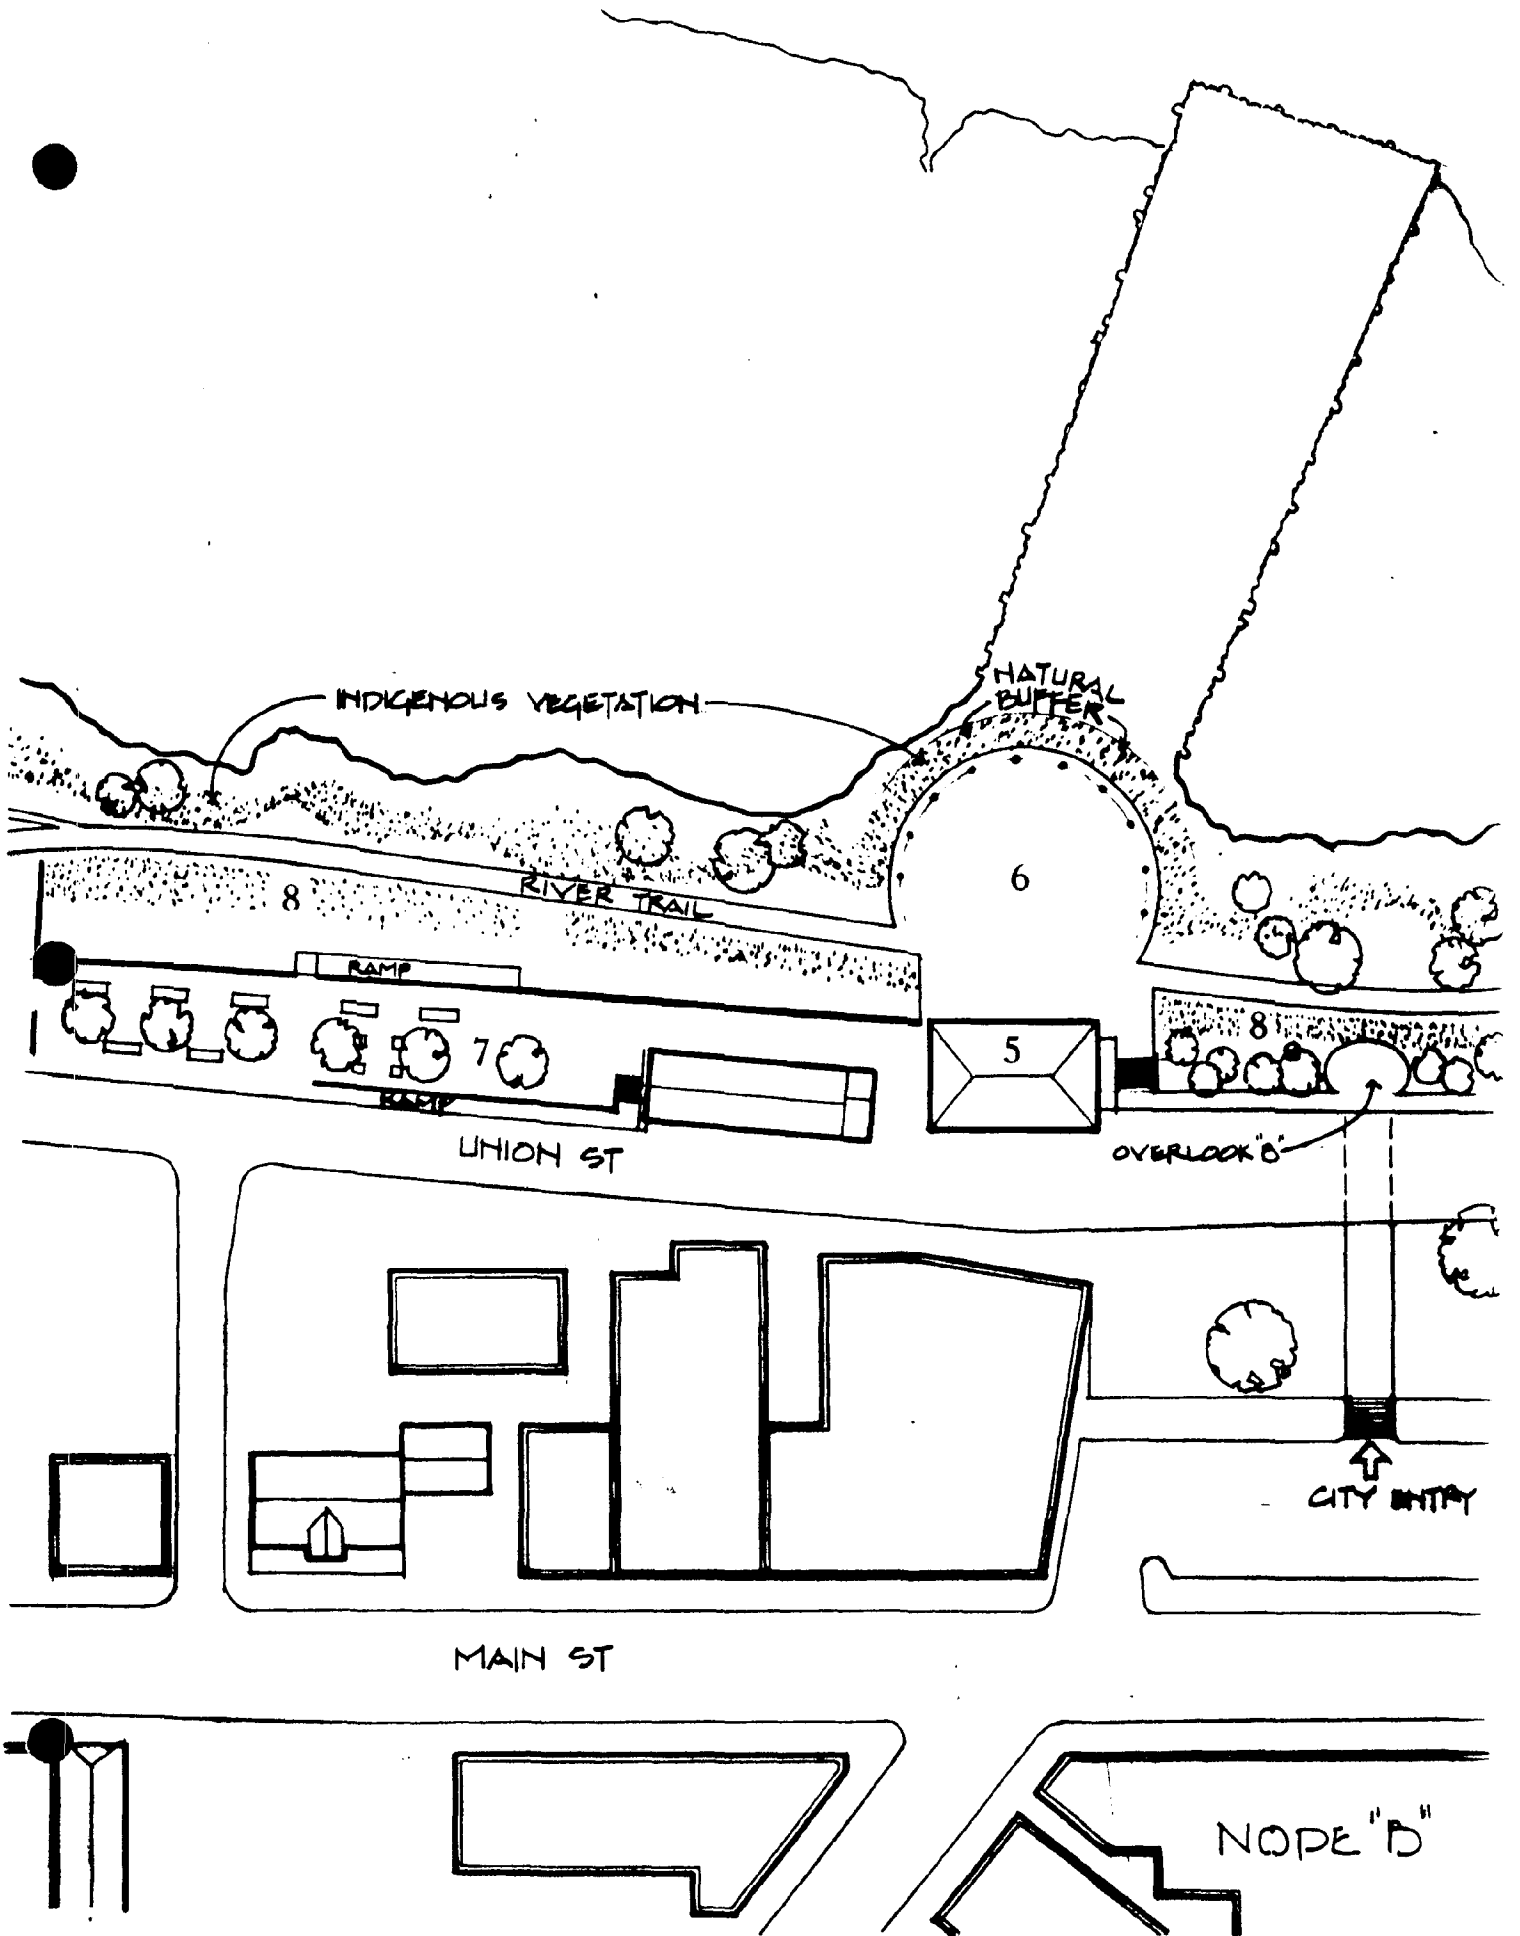 INDIGENOUS VEGETATION
NATURAL
BUFFER
6
8
RIVER TRAIL
RAMP
7
5
8
RAMP
UNION ST
OVERLOOK "B"
CITY ENTRY
MAIN ST
NODE "B"